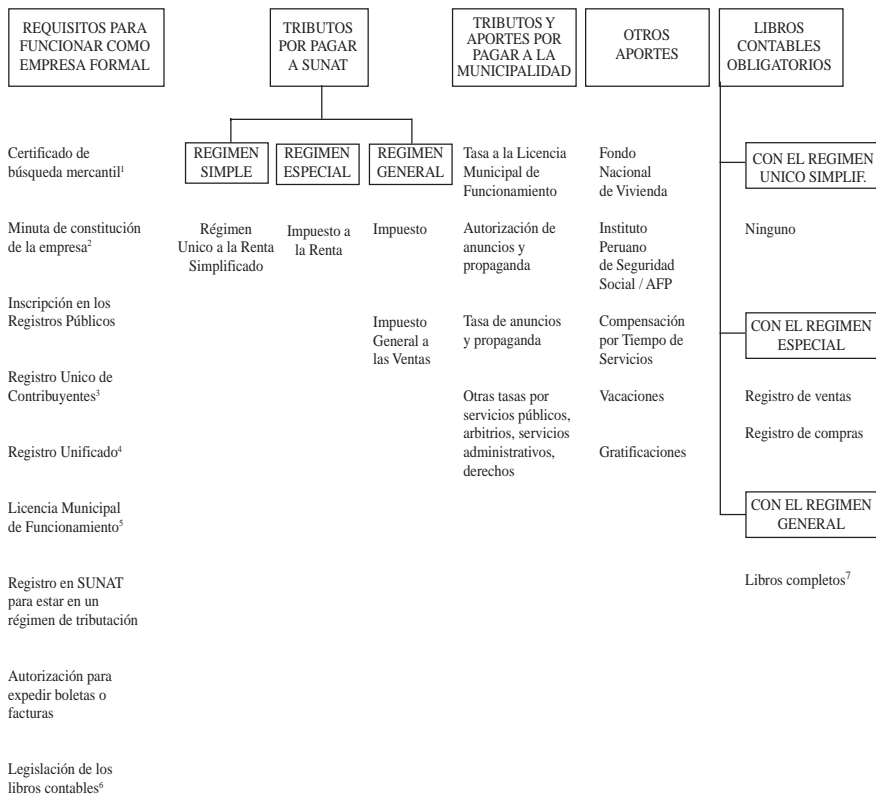 REQUISITOS PARA
FUNCIONAR COMO
EMPRESA FORMAL
TRIBUTOS
POR PAGAR
A SUNAT
TRIBUTOS Y
APORTES POR
PAGAR A LA
MUNICIPALIDAD
OTROS
APORTES
LIBROS
CONTABLES
OBLIGATORIOS
Certificado de
búsqueda mercantil¹
Minuta de constitución
de la empresa²
Inscripción en los
Registros Públicos
Registro Unico de
Contribuyentes³
Registro Unificado⁴
Licencia Municipal
de Funcionamiento⁵
Registro en SUNAT
para estar en un
régimen de tributación
Autorización para
expedir boletas o
facturas
Legislación de los
libros contables⁶
REGIMEN
SIMPLE
Régimen
Unico a la Renta
Simplificado
REGIMEN
ESPECIAL
Impuesto a
la Renta
REGIMEN
GENERAL
Impuesto
Impuesto
General a
las Ventas
Tasa a la Licencia
Municipal de
Funcionamiento
Autorización de
anuncios y
propaganda
Tasa de anuncios
y propaganda
Otras tasas por
servicios públicos,
arbitrios, servicios
administrativos,
derechos
Fondo
Nacional
de Vivienda
Instituto
Peruano
de Seguridad
Social / AFP
Compensación
por Tiempo de
Servicios
Vacaciones
Gratificaciones
CON EL REGIMEN
UNICO SIMPLIF.
Ninguno
CON EL REGIMEN
ESPECIAL
Registro de ventas
Registro de compras
CON EL REGIMEN
GENERAL
Libros completos⁷